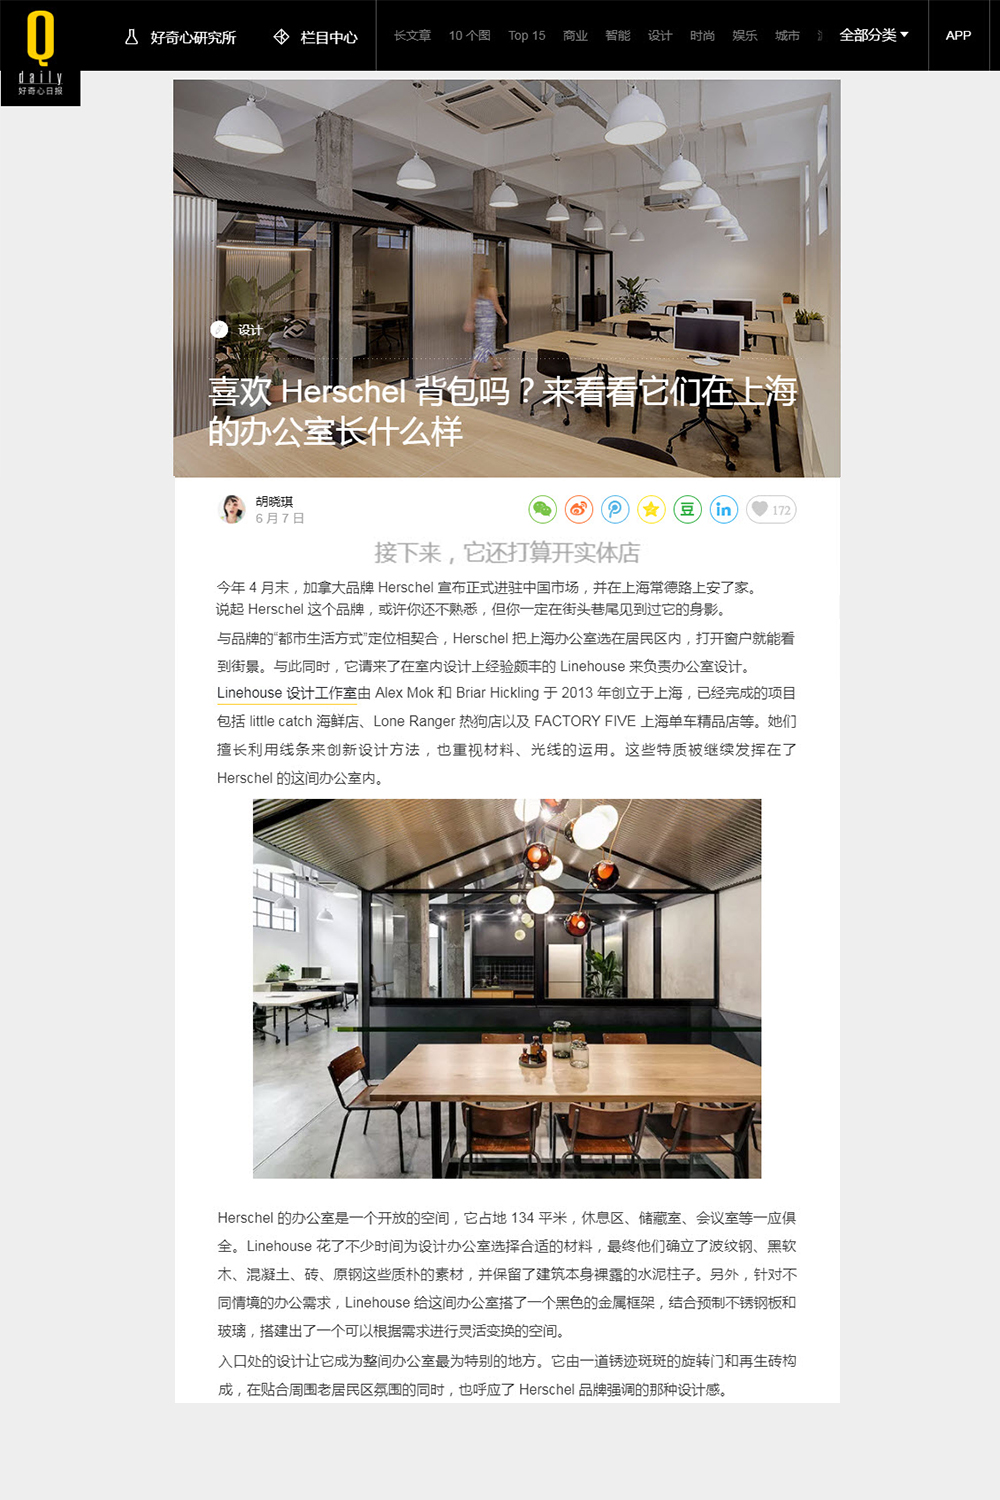 Q
daily
好奇心日报
好奇心研究所
栏目中心
长文章 10 个图 Top 15 商业 智能 设计 时尚 娱乐 城市
全部分类
APP
设计
喜欢 Herschel 背包吗？来看看它们在上海
的办公室长什么样
胡晓琪
6 月 7 日
豆
in
172
接下来，它还打算开实体店
今年 4 月末，加拿大品牌 Herschel 宣布正式进驻中国市场，并在上海常德路上安了家。
说起 Herschel 这个品牌，或许你还不熟悉，但你一定在街头巷尾见到过它的身影。
与品牌的“都市生活方式”定位相契合，Herschel 把上海办公室选在居民区内，打开窗户就能看
到街景。与此同时，它请来了在室内设计上经验颇丰的 Linehouse 来负责办公室设计。
Linehouse 设计工作室由 Alex Mok 和 Briar Hickling 于 2013 年创立于上海，已经完成的项目
包括 little catch 海鲜店、Lone Ranger 热狗店以及 FACTORY FIVE 上海单车精品店等。她们
擅长利用线条来创新设计方法，也重视材料、光线的运用。这些特质被继续发挥在了
Herschel 的这间办公室内。
Herschel 的办公室是一个开放的空间，它占地 134 平米，休息区、储藏室、会议室等一应俱
全。Linehouse 花了不少时间为设计办公室选择合适的材料，最终他们确立了波纹钢、黑软
木、混凝土、砖、原钢这些质朴的素材，并保留了建筑本身裸露的水泥柱子。另外，针对不
同情境的办公需求，Linehouse 给这间办公室搭了一个黑色的金属框架，结合预制不锈钢板和
玻璃，搭建出了一个可以根据需求进行灵活变换的空间。
入口处的设计让它成为整间办公室最为特别的地方。它由一道锈迹斑斑的旋转门和再生砖构
成，在贴合周围老居民区氛围的同时，也呼应了 Herschel 品牌强调的那种设计感。